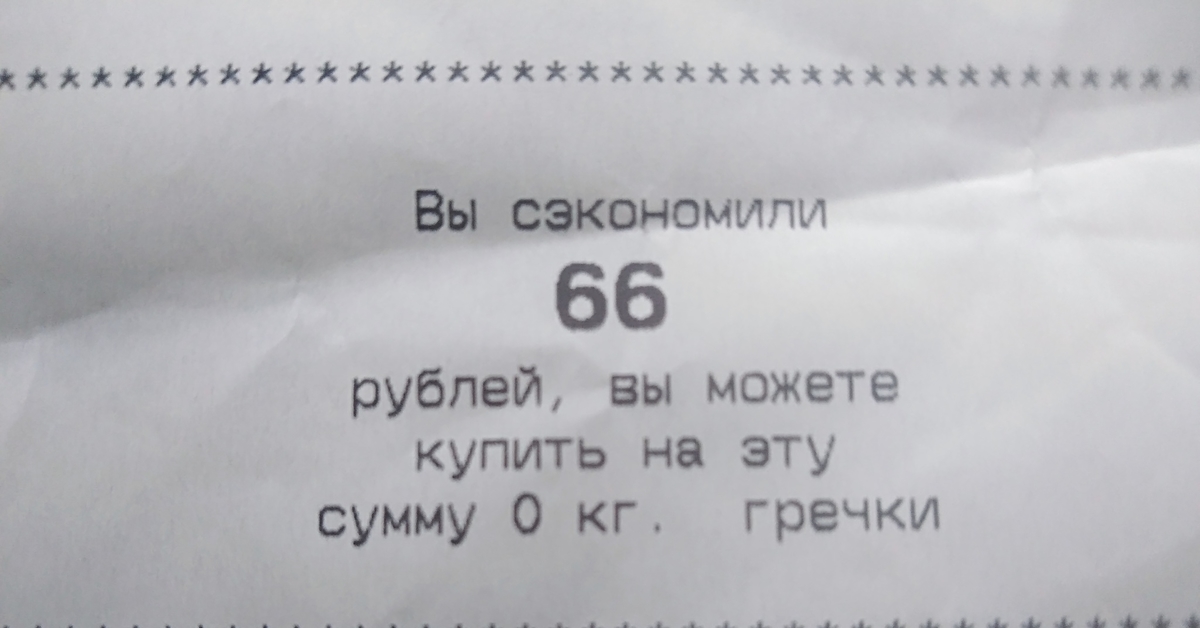 ***************************************
Вы сэкономили
66
рублей, вы можете
купить на эту
сумму 0 кг. гречки
***************************************